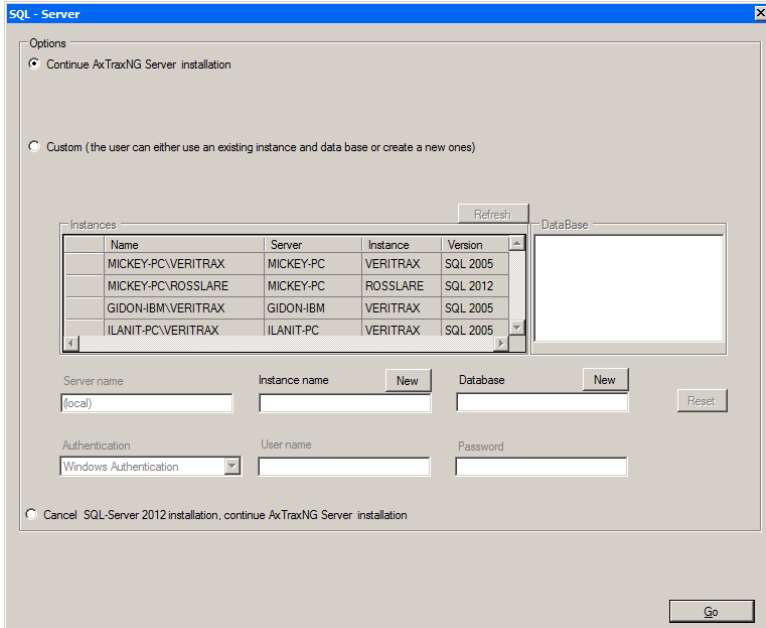 SQL - Server
Options
Continue AxTraxNG Server installation
Custom (the user can either use an existing instance and data base or create a new ones)
Refresh
Instances
DataBase
Name Server Instance Version
MICKEY-PC\VERITRAX MICKEY-PC VERITRAX SQL 2005
MICKEY-PC\ROSSLARE MICKEY-PC ROSSLARE SQL 2012
GIDON-IBM\VERITRAX GIDON-IBM VERITRAX SQL 2005
ILANIT-PC\VERITRAX ILANIT-PC VERITRAX SQL 2005
Server name Instance name New Database New
(local) Reset
Authentication User name Password
Windows Authentication
Cancel SQL-Server 2012 installation, continue AxTraxNG Server installation
Go